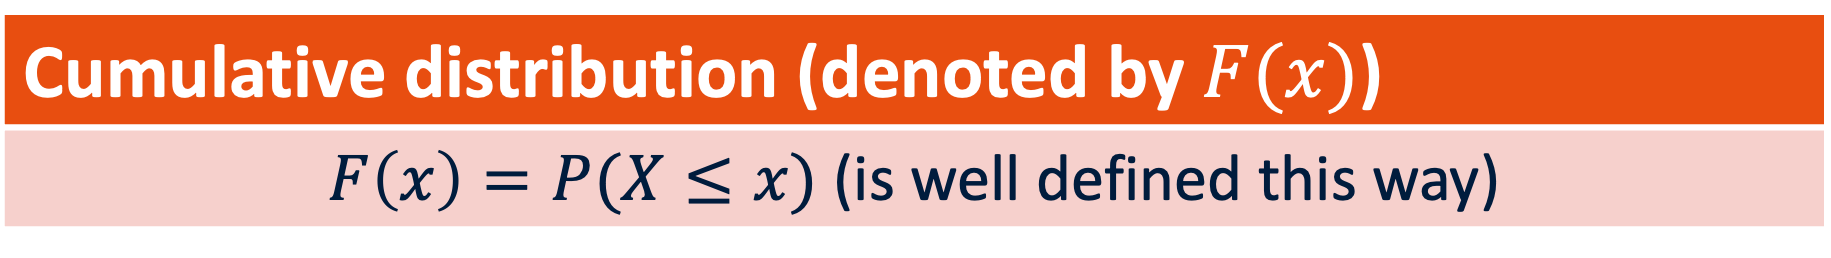 Cumulative distribution (denoted by F(x))
F(x) = P(X ≤ x) (is well defined this way)